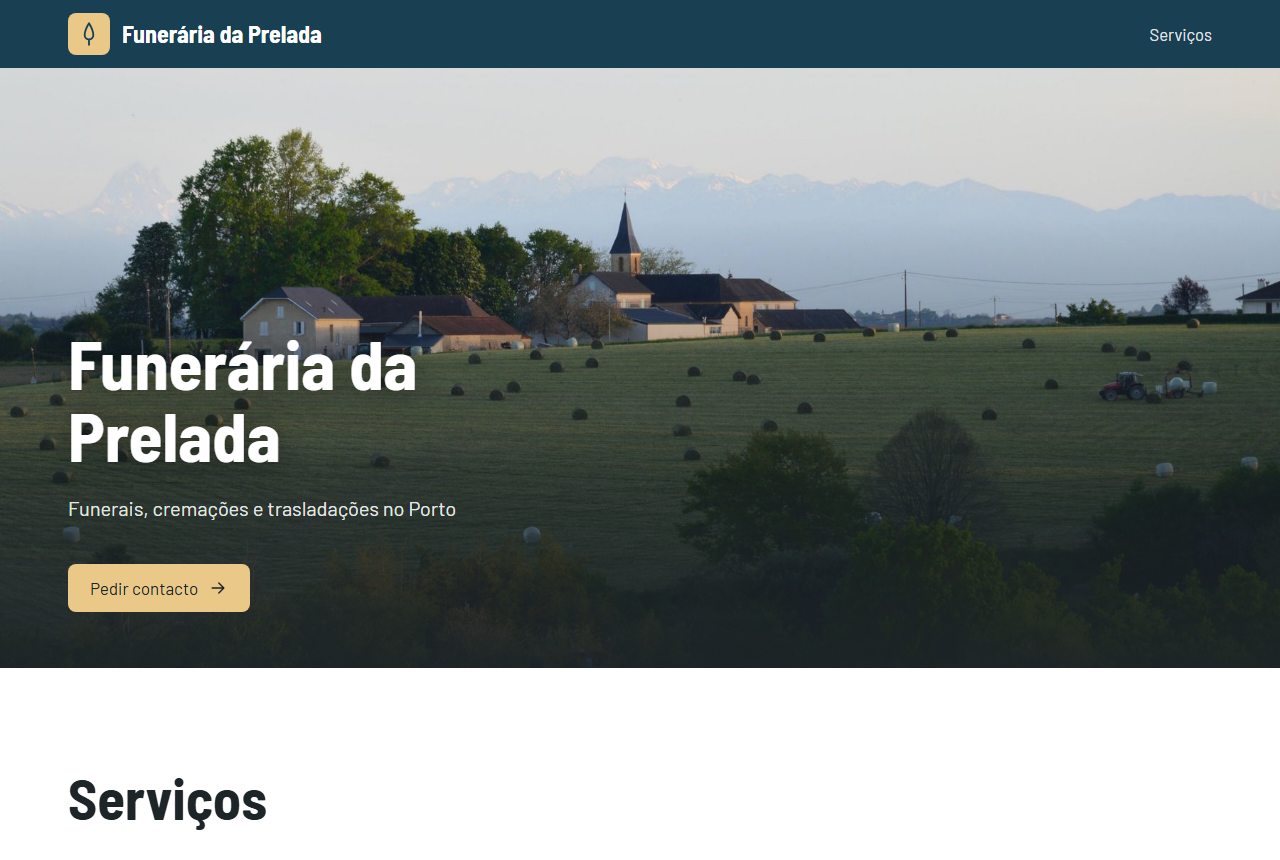 Funerária da Prelada
Serviços
Funerária da
Prelada
Funerais, cremações e trasladações no Porto
Pedir contacto
Serviços